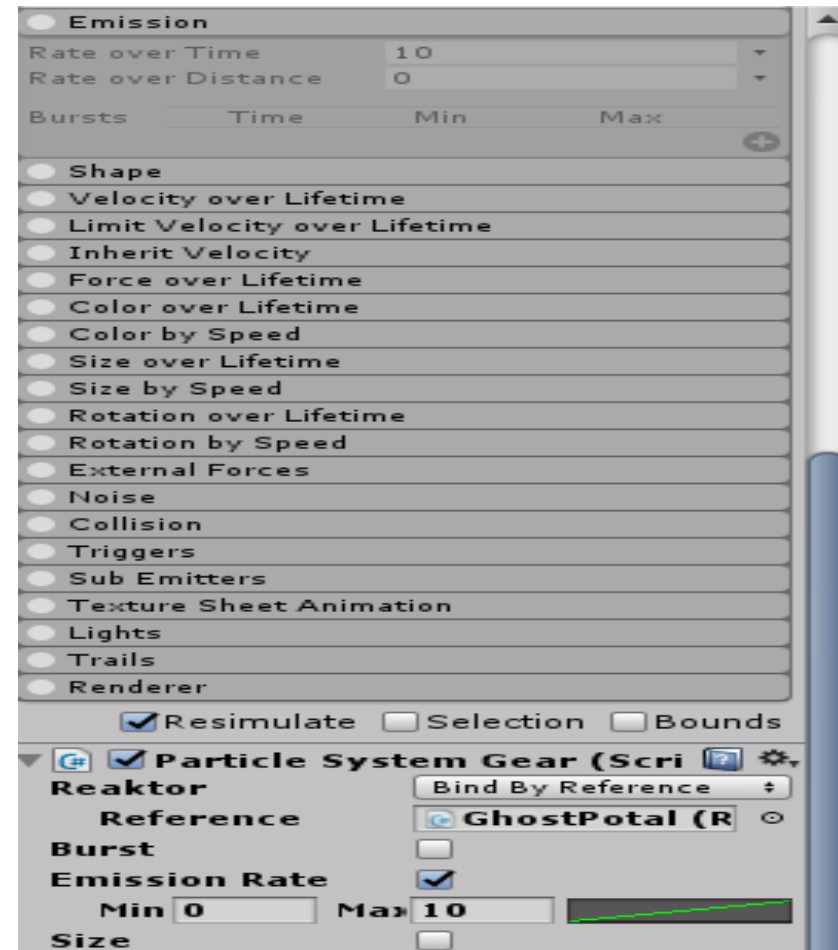 Emission
Rate over Time 10
Rate over Distance 0
Bursts Time Min Max
Shape
Velocity over Lifetime
Limit Velocity over Lifetime
Inherit Velocity
Force over Lifetime
Color over Lifetime
Color by Speed
Size over Lifetime
Size by Speed
Rotation over Lifetime
Rotation by Speed
External Forces
Noise
Collision
Triggers
Sub Emitters
Texture Sheet Animation
Lights
Trails
Renderer
Resimulate Selection Bounds
C# Particle System Gear (Scri
Reaktor Bind By Reference
Reference GhostPotal (R
Burst
Emission Rate
Min 0 Max 10
Size